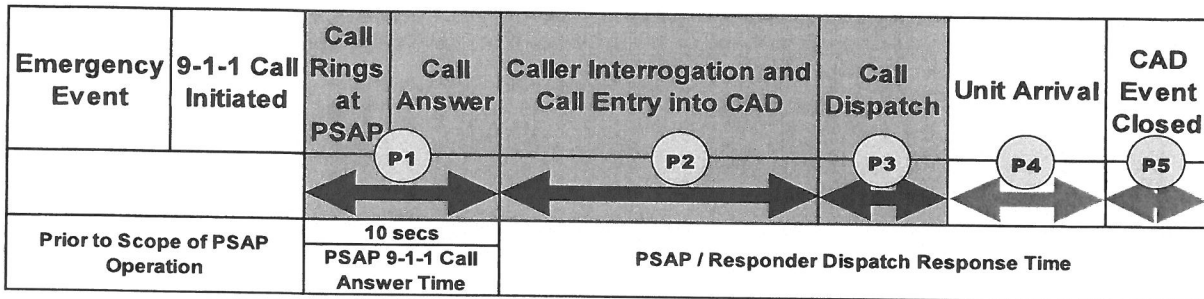 Emergency
Event
9-1-1 Call
Initiated
Call
Rings
at
PSAP
Call
Answer
Caller Interrogation and
Call Entry into CAD
Call
Dispatch
Unit Arrival
CAD
Event
Closed
P1
P2
P3
P4
P5
Prior to Scope of PSAP
Operation
10 secs
PSAP 9-1-1 Call
Answer Time
PSAP / Responder Dispatch Response Time